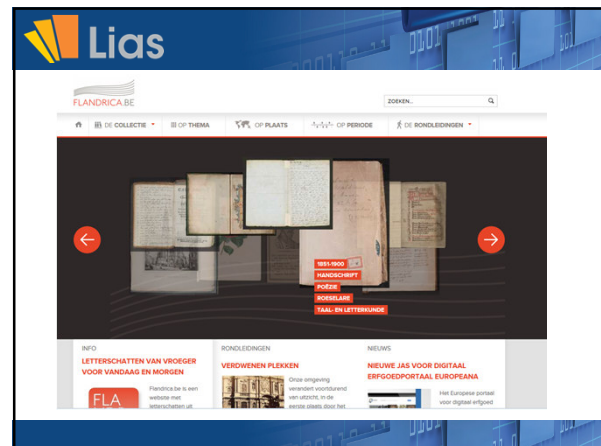 Lias
FLANDRICA.BE
ZOEKEN..
DE COLLECTIE
OP THEMA
OP PLAATS
OP PERIODE
DE RONDLEIDINGEN
1851-1900
HANDSCHRIFT
POËZIE
ROESELARE
TAAL- EN LETTERKUNDE
INFO
LETTERSCHATTEN VAN VROEGER
VOOR VANDAAG EN MORGEN
FLA
Flandrica.be is een
website met
letterschatten uit
RONDLEIDINGEN
VERDWENEN PLEKKEN
Onze omgeving
verandert voortdurend
van uitzicht, in de
eerste plaats door het
NIEUWS
NIEUWE JAS VOOR DIGITAAL
ERFGOEDPORTAAL EUROPEANA
Het Europese portaal
voor digitaal erfgoed